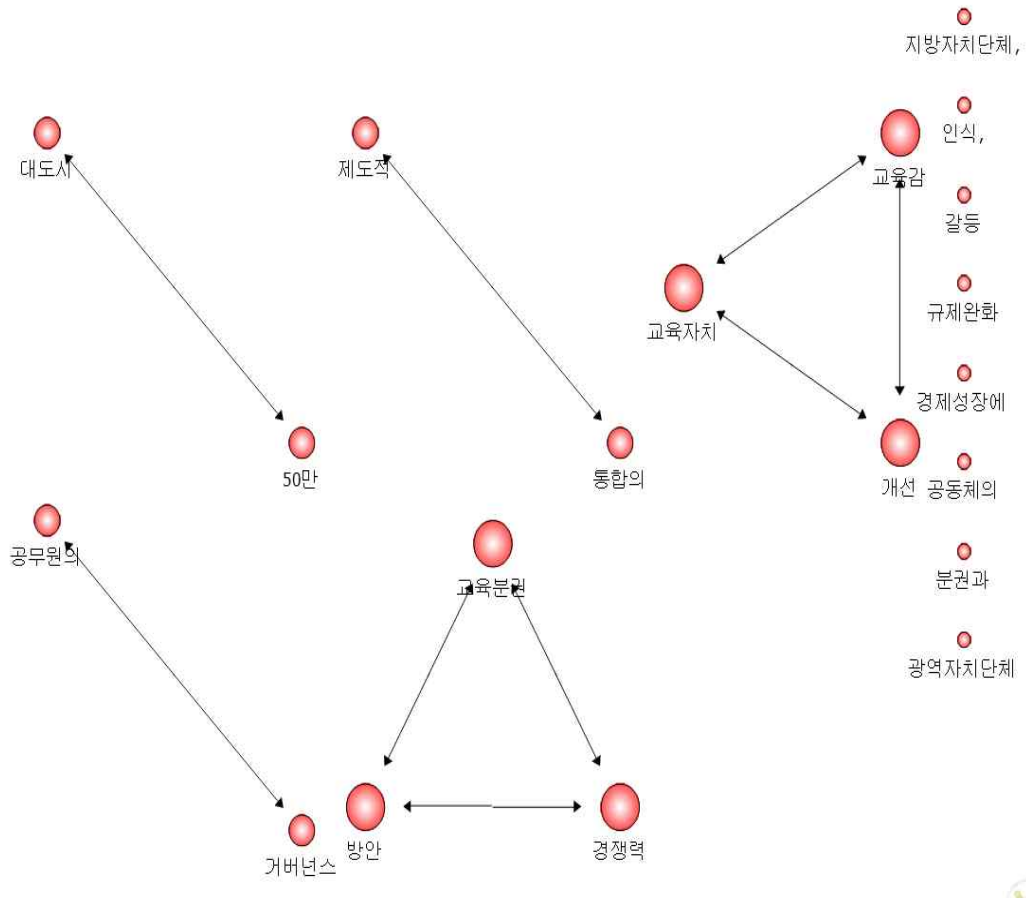 지방자치단체,
인식,
대도시
제도적
교육감
갈등
규제완화
교육자치
경제성장에
50만
통합의
개선
공동체의
공무원의
교육분권
분권과
광역자치단체
거버넌스
방안
경쟁력